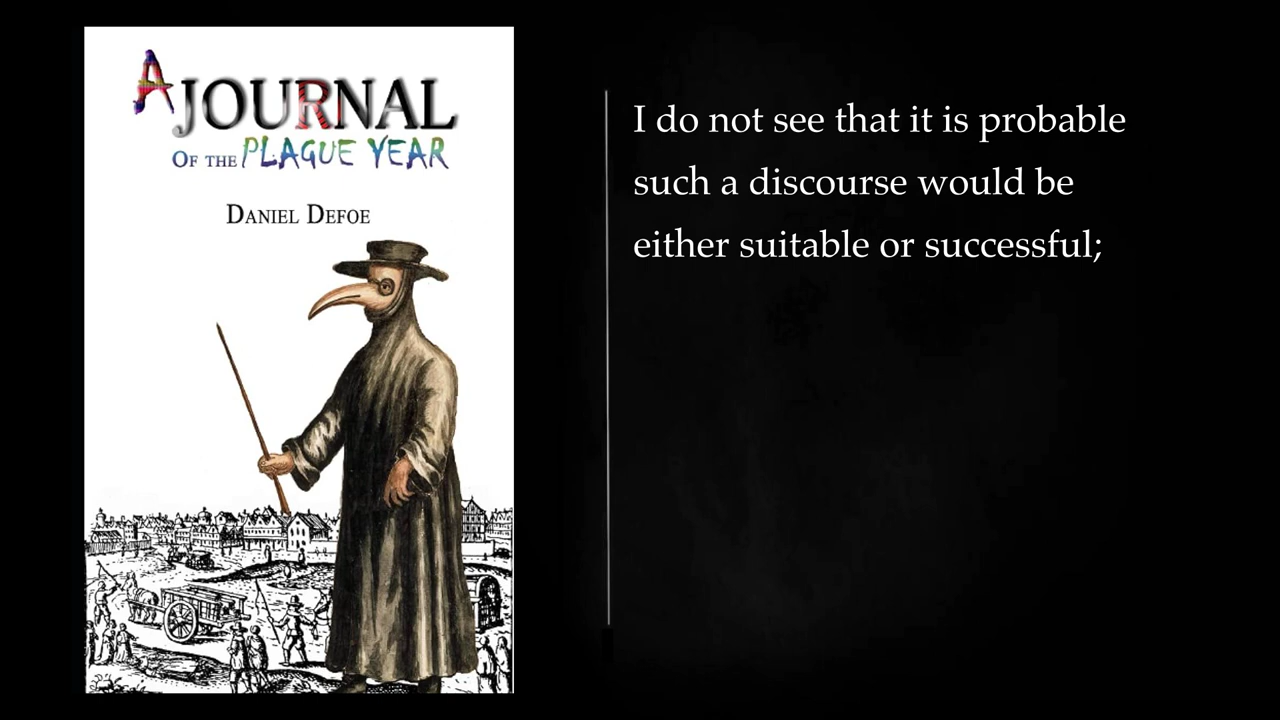 A JOURNAL
OF THE PLAGUE YEAR
DANIEL DEFOE
I do not see that it is probable
such a discourse would be
either suitable or successful;